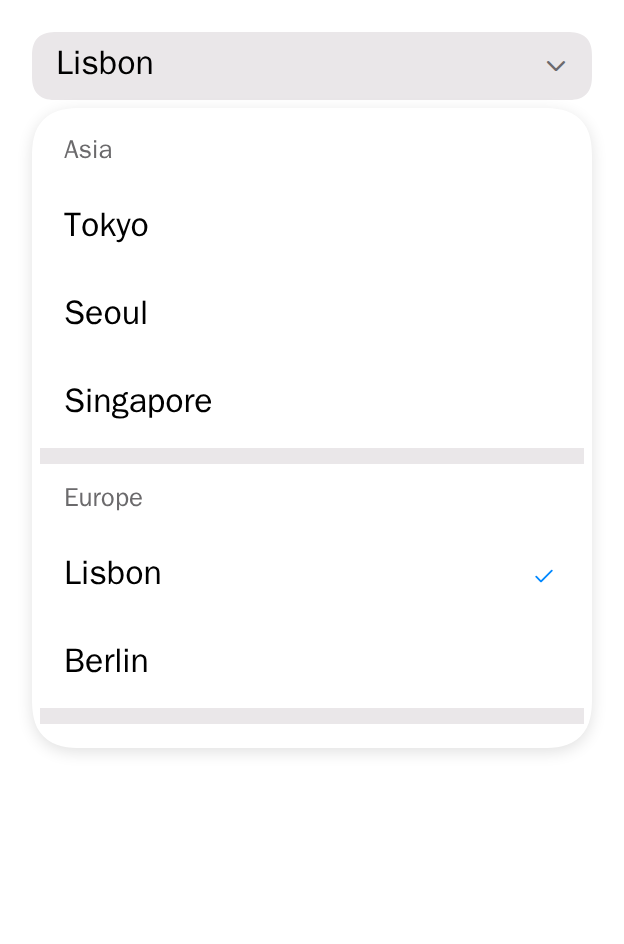 Lisbon
Asia
Tokyo
Seoul
Singapore
Europe
Lisbon
Berlin